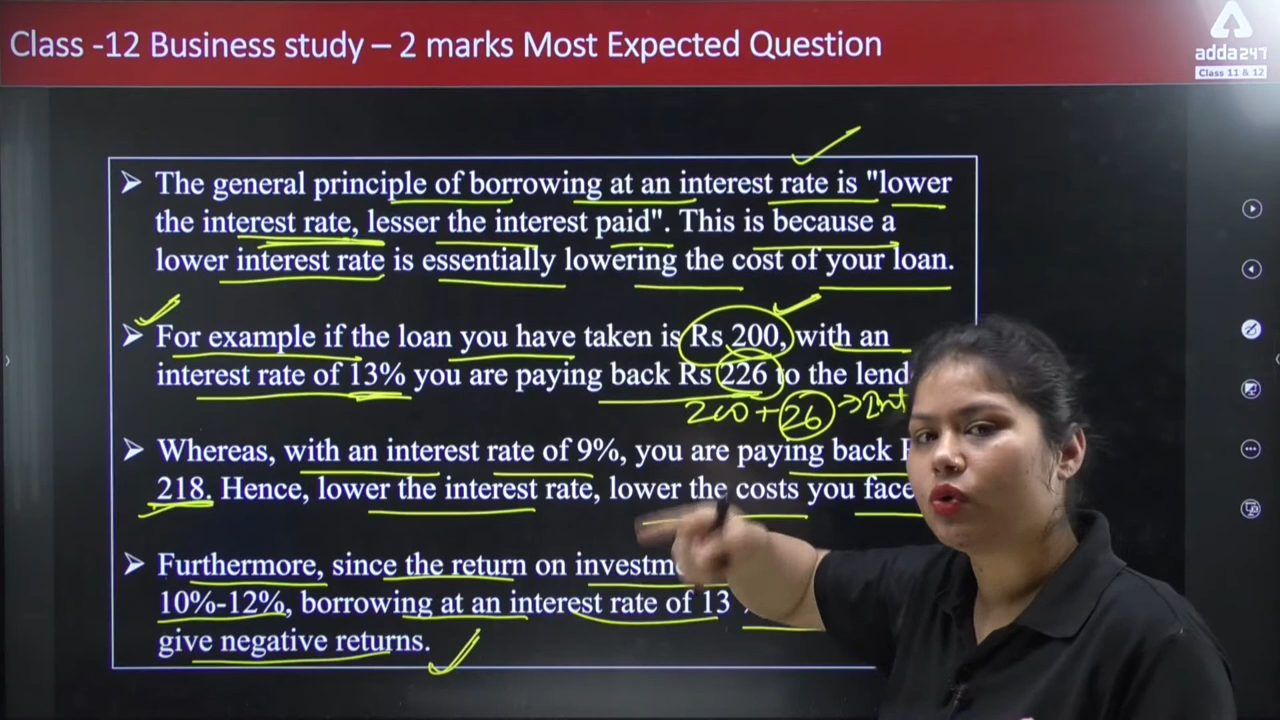 Class -12 Business study – 2 marks Most Expected Question
adda247
Class 11 & 12
➤ The general principle of borrowing at an interest rate is "lower
the interest rate, lesser the interest paid". This is because a
lower interest rate is essentially lowering the cost of your loan.
➤ For example if the loan you have taken is Rs 200, with an
interest rate of 13% you are paying back Rs 226 to the lend
200 + 26 → Int
➤ Whereas, with an interest rate of 9%, you are paying back
218. Hence, lower the interest rate, lower the costs you face
➤ Furthermore, since the return on investm
10%-12%, borrowing at an interest rate of 13
give negative returns.